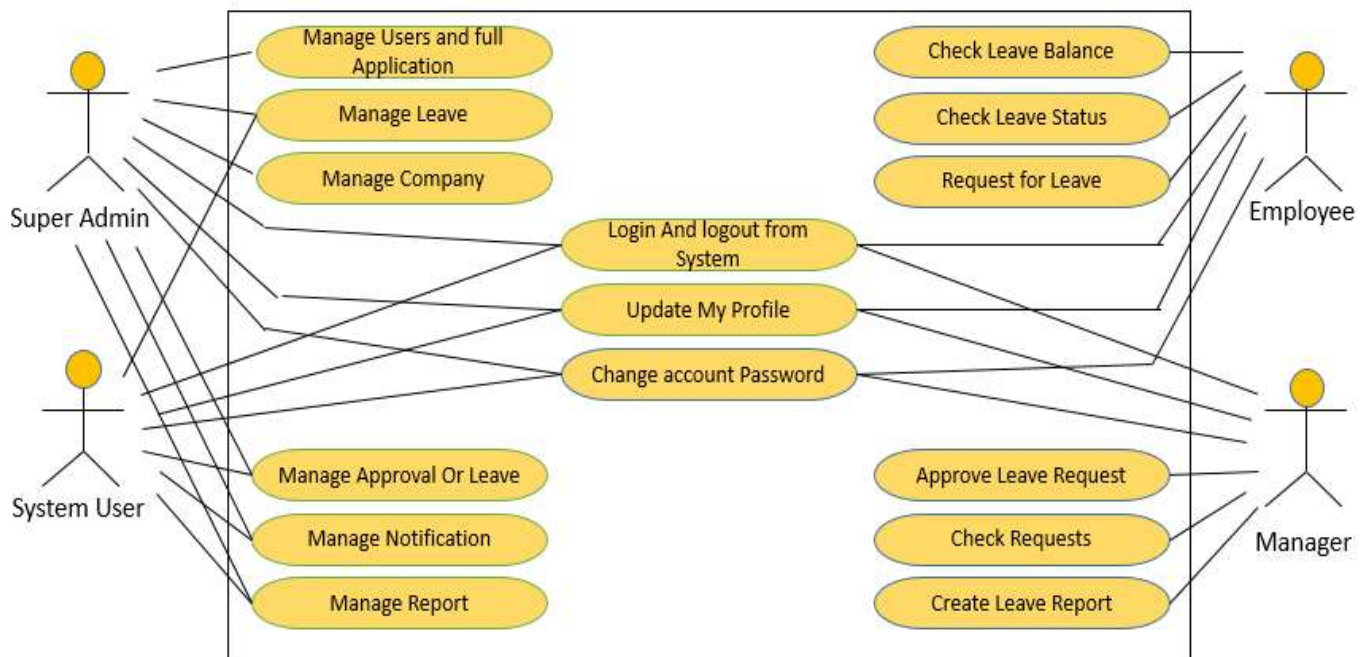 Manage Users and full
Application
Manage Leave
Manage Company
Super Admin
Check Leave Balance
Check Leave Status
Request for Leave
Employee
Login And logout from
System
Update My Profile
Change account Password
System User
Manage Approval Or Leave
Manage Notification
Manage Report
Approve Leave Request
Check Requests
Create Leave Report
Manager